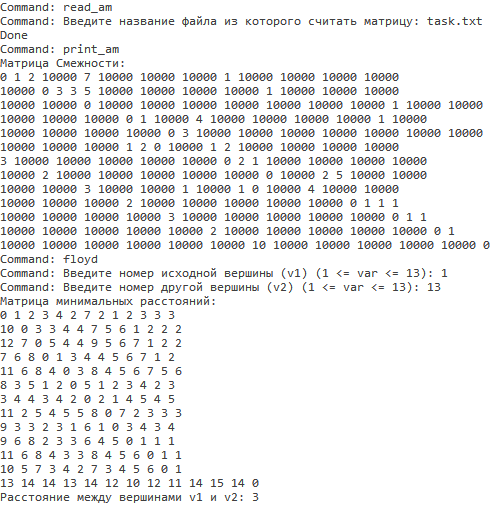 Command: read_am
Command: Введите название файла из которого считать матрицу: task.txt
Done
Command: print_am
Матрица Смежности:
0 1 2 10000 7 10000 10000 10000 1 10000 10000 10000 10000
10000 0 3 3 5 10000 10000 10000 10000 1 10000 10000 10000
10000 10000 0 10000 10000 10000 10000 10000 10000 10000 1 10000 10000
10000 10000 10000 0 1 10000 4 10000 10000 10000 10000 1 10000
10000 10000 10000 10000 0 3 10000 10000 10000 10000 10000 10000 10000
10000 10000 10000 1 2 0 10000 1 2 10000 10000 10000 10000
3 10000 10000 10000 10000 10000 0 2 1 10000 10000 10000 10000
10000 2 10000 10000 10000 10000 10000 0 10000 2 5 10000 10000
10000 10000 3 10000 10000 1 10000 1 0 10000 4 10000 10000
10000 10000 10000 2 10000 10000 10000 10000 10000 0 1 1 1
10000 10000 10000 10000 3 10000 10000 10000 10000 10000 0 1 1
10000 10000 10000 10000 10000 2 10000 10000 10000 10000 10000 0 1
10000 10000 10000 10000 10000 10000 10 10000 10000 10000 10000 10000 0
Command: floyd
Command: Введите номер исходной вершины (v1) (1 <= var <= 13): 1
Command: Введите номер другой вершины (v2) (1 <= var <= 13): 13
Матрица минимальных расстояний:
0 1 2 3 4 2 7 2 1 2 3 3 3
10 0 3 3 4 4 7 5 6 1 2 2 2
12 7 0 5 4 4 9 5 6 7 1 2 2
7 6 8 0 1 3 4 4 5 6 7 1 2
11 6 8 4 0 3 8 4 5 6 7 5 6
8 3 5 1 2 0 5 1 2 3 4 2 3
3 4 4 3 4 2 0 2 1 4 5 4 5
11 2 5 4 5 5 8 0 7 2 3 3 3
9 3 3 2 3 1 6 1 0 3 4 3 4
9 6 8 2 3 3 6 4 5 0 1 1 1
11 6 8 4 3 3 8 4 5 6 0 1 1
10 5 7 3 4 2 7 3 4 5 6 0 1
13 14 14 13 14 12 10 12 11 14 15 14 0
Расстояние между вершинами v1 и v2: 3